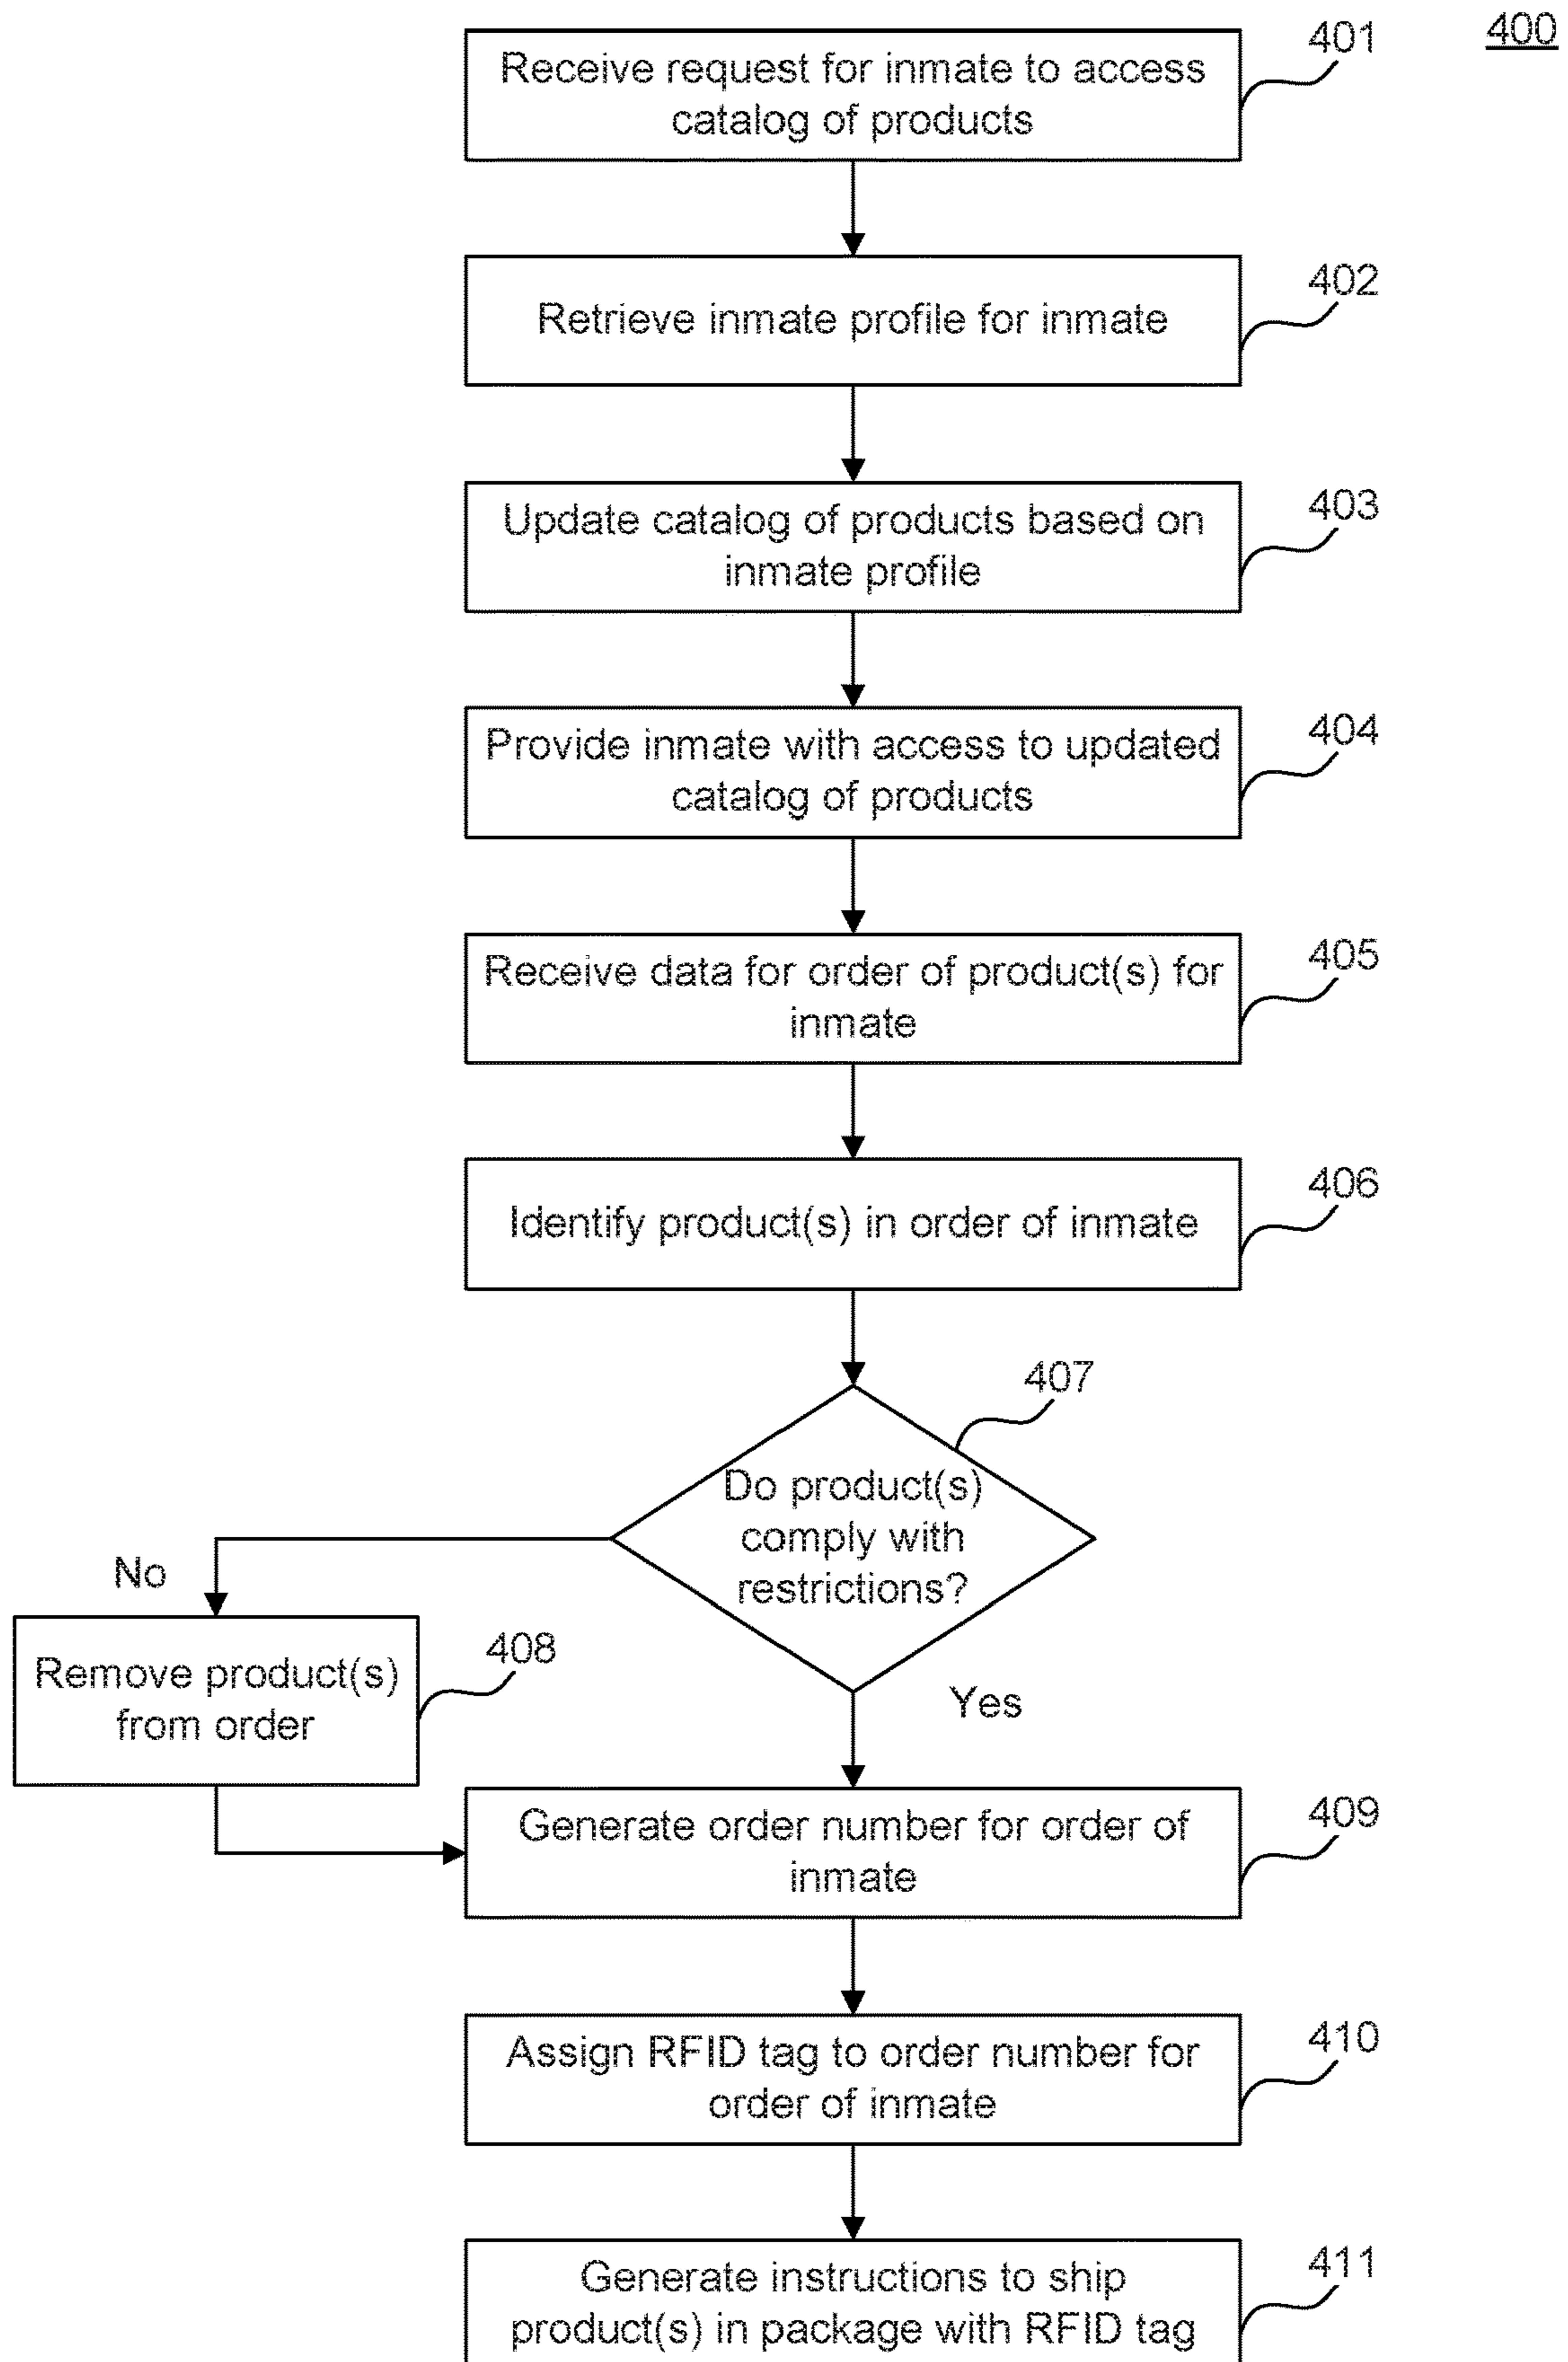 400
401
Receive request for inmate to access
catalog of products
402
Retrieve inmate profile for inmate
403
Update catalog of products based on
inmate profile
404
Provide inmate with access to updated
catalog of products
405
Receive data for order of product(s) for
inmate
406
Identify product(s) in order of inmate
407
Do product(s)
comply with
restrictions?
No
408
Remove product(s)
from order
Yes
409
Generate order number for order of
inmate
410
Assign RFID tag to order number for
order of inmate
411
Generate instructions to ship
product(s) in package with RFID tag